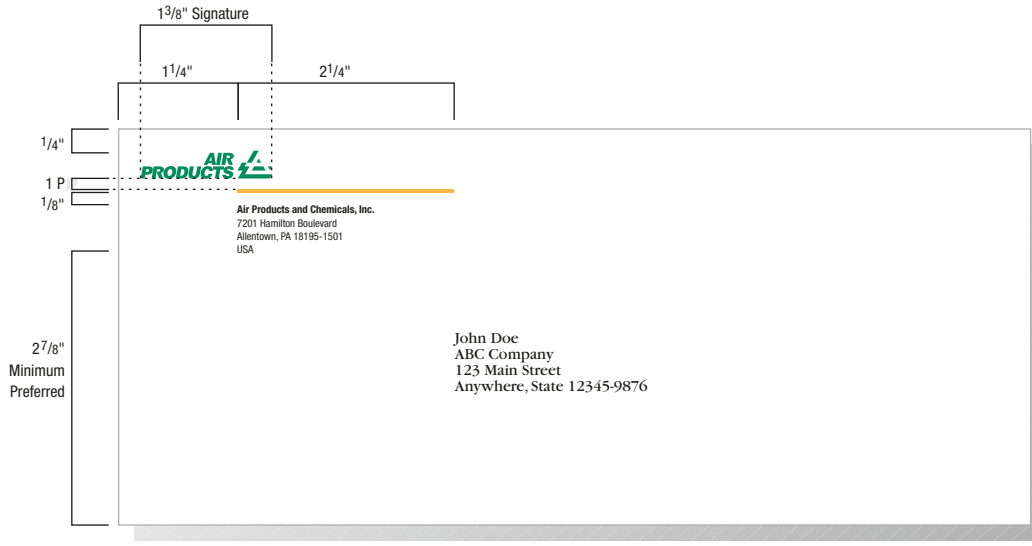 1 3/8" Signature
1 1/4" 2 1/4"
1/4"
AIR
PRODUCTS
1 P
1/8"
Air Products and Chemicals, Inc.
7201 Hamilton Boulevard
Allentown, PA 18195-1501
USA
2 7/8"
Minimum
Preferred
John Doe
ABC Company
123 Main Street
Anywhere, State 12345-9876